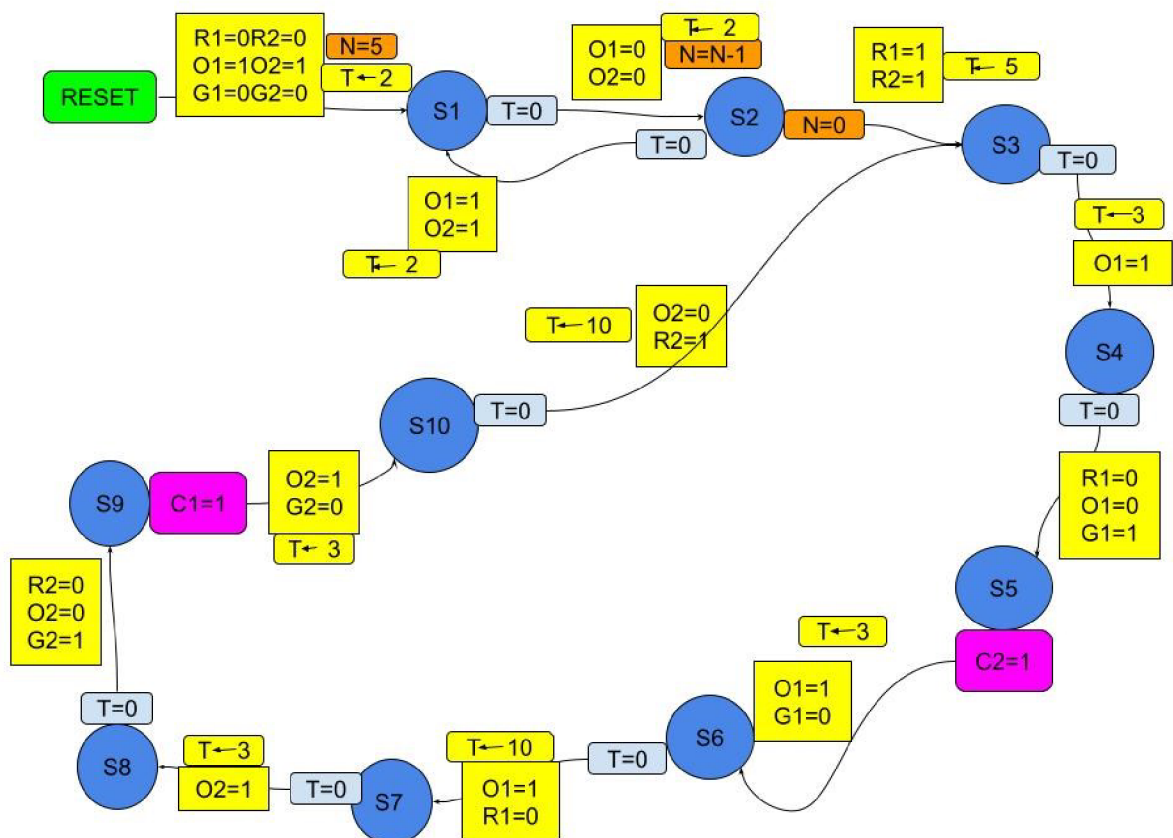 RESET
R1=0R2=0
O1=1O2=1
G1=0G2=0
N=5
T← 2
S1
T=0
O1=0
O2=0
T← 2
N=N-1
S2
T=0
N=0
O1=1
O2=1
T← 2
R1=1
R2=1
T← 5
S3
T=0
T←3
O1=1
S4
T=0
R1=0
O1=0
G1=1
S5
C2=1
T←3
O1=1
G1=0
S6
T=0
T←10
O1=1
R1=0
S7
T=0
T←3
O2=1
S8
T=0
R2=0
O2=0
G2=1
S9
C1=1
O2=1
G2=0
T← 3
S10
T=0
T←10
O2=0
R2=1